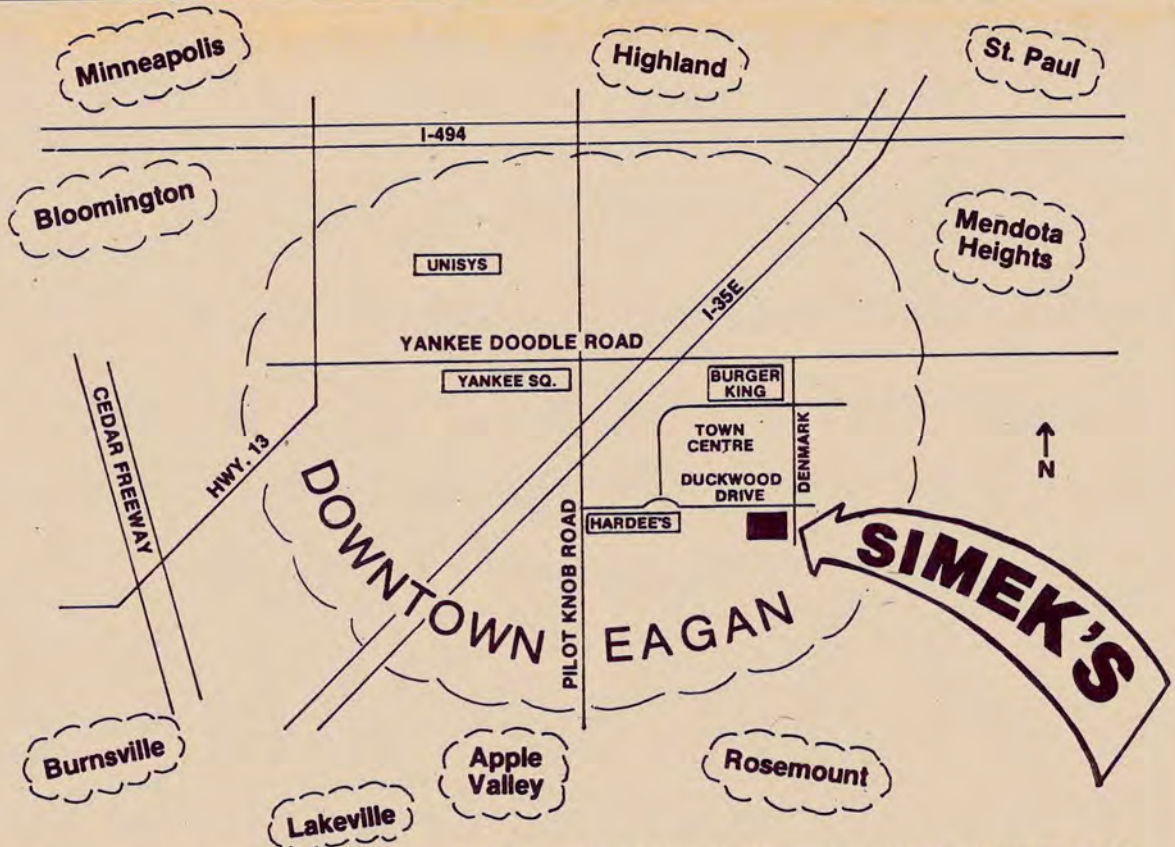 Minneapolis
Highland
St. Paul
I-494
Bloomington
Mendota
Heights
UNISYS
I-35E
YANKEE DOODLE ROAD
YANKEE SQ.
BURGER
KING
CEDAR FREEWAY
HWY. 13
TOWN
CENTRE
DENMARK
N
DUCKWOOD
DRIVE
HARDEE'S
SIMEK'S
PILOT KNOB ROAD
DOWNTOWN EAGAN
Burnsville
Apple
Valley
Rosemount
Lakeville